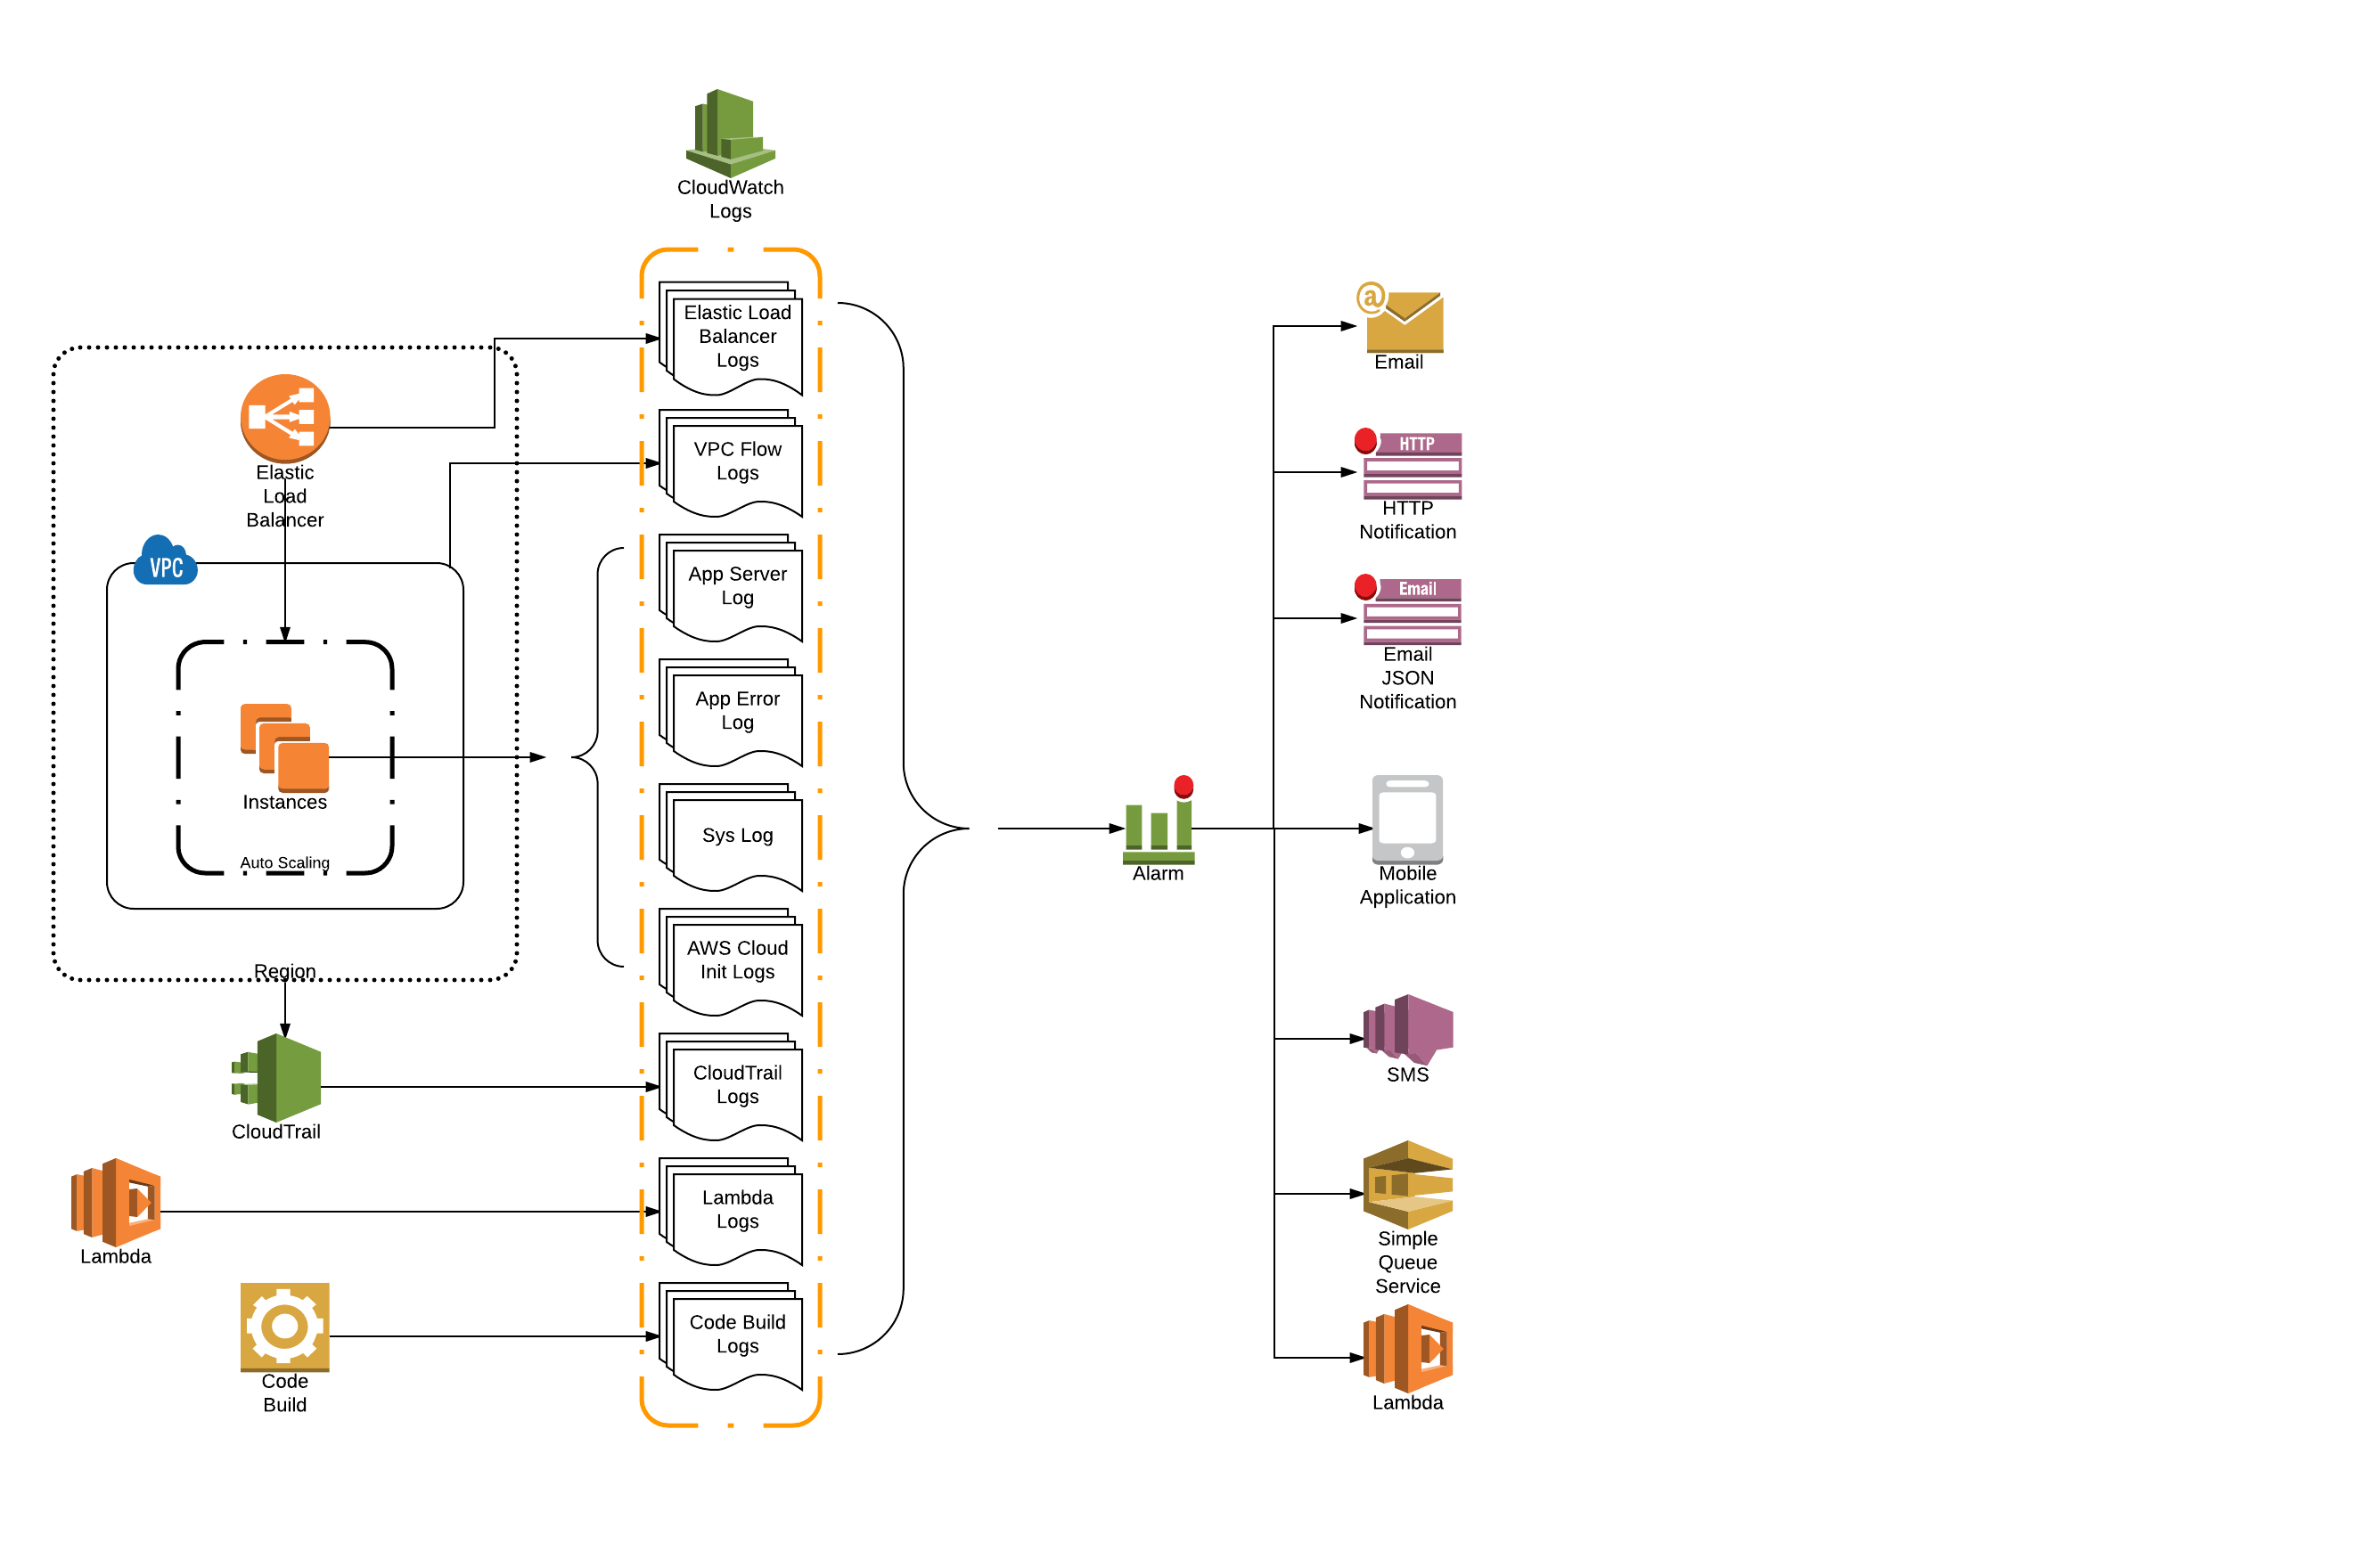 CloudWatch
Logs
Elastic Load
Balancer
Logs
VPC Flow
Logs
App Server
Log
App Error
Log
Sys Log
AWS Cloud
Init Logs
CloudTrail
Logs
Lambda
Logs
Code Build
Logs
Elastic
Load
Balancer
VPC
Instances
Auto Scaling
Region
CloudTrail
Lambda
Code
Build
Alarm
@
Email
HTTP
HTTP
Notification
Email
Email
JSON
Notification
Mobile
Application
SMS
Simple
Queue
Service
Lambda